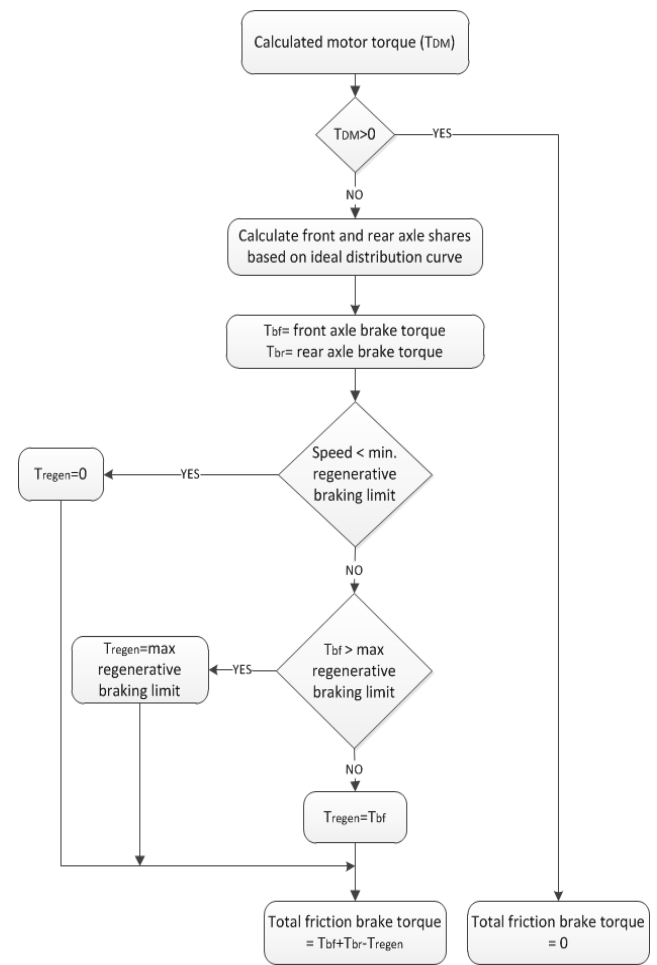 Calculated motor torque (TDM)
TDM>0
YES
NO
Calculate front and rear axle shares
based on ideal distribution curve
Tbf= front axle brake torque
Tbr= rear axle brake torque
Speed < min.
regenerative
braking limit
YES
Tregen=0
NO
Tbf > max
regenerative
braking limit
YES
Tregen=max
regenerative
braking limit
NO
Tregen=Tbf
Total friction brake torque
= Tbf+Tbr-Tregen
Total friction brake torque
= 0